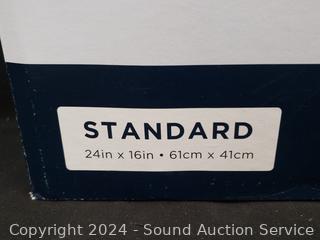 STANDARD
24in x 16in • 61cm x 41cm
Copyright 2024 - Sound Auction Service